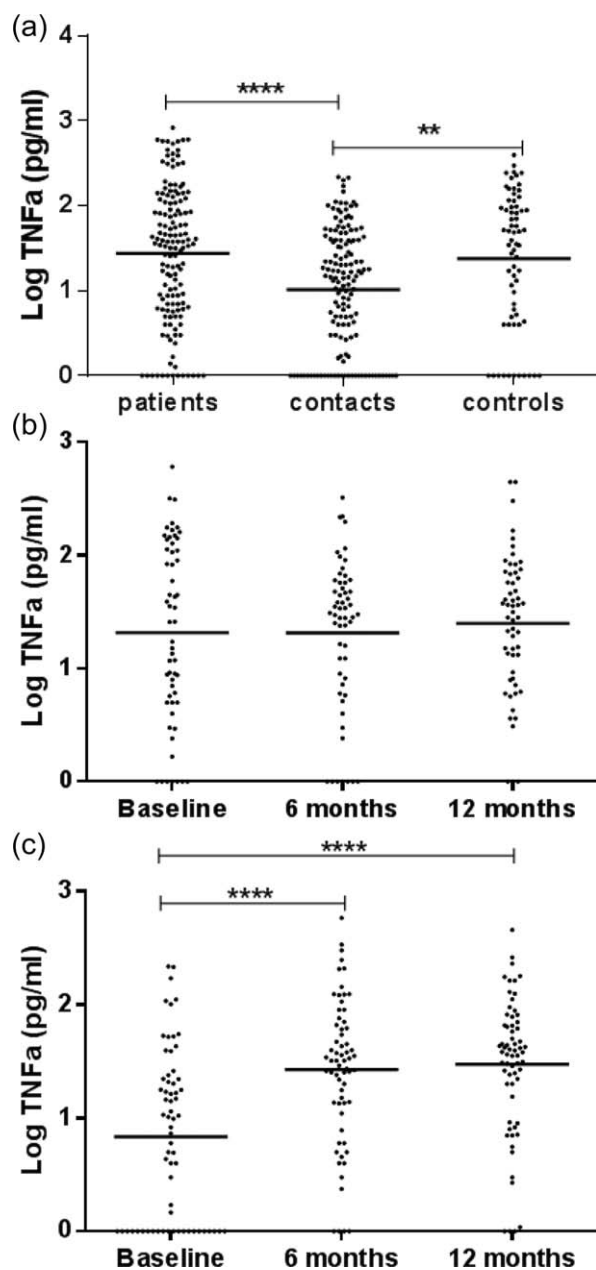 (a)
4
3
2
1
0
Log TNFa (pg/ml)
****
**
patients contacts controls
(b)
3
2
1
0
Log TNFa (pg/ml)
Baseline 6 months 12 months
(c)
3
2
1
0
Log TNFa (pg/ml)
****
****
Baseline 6 months 12 months